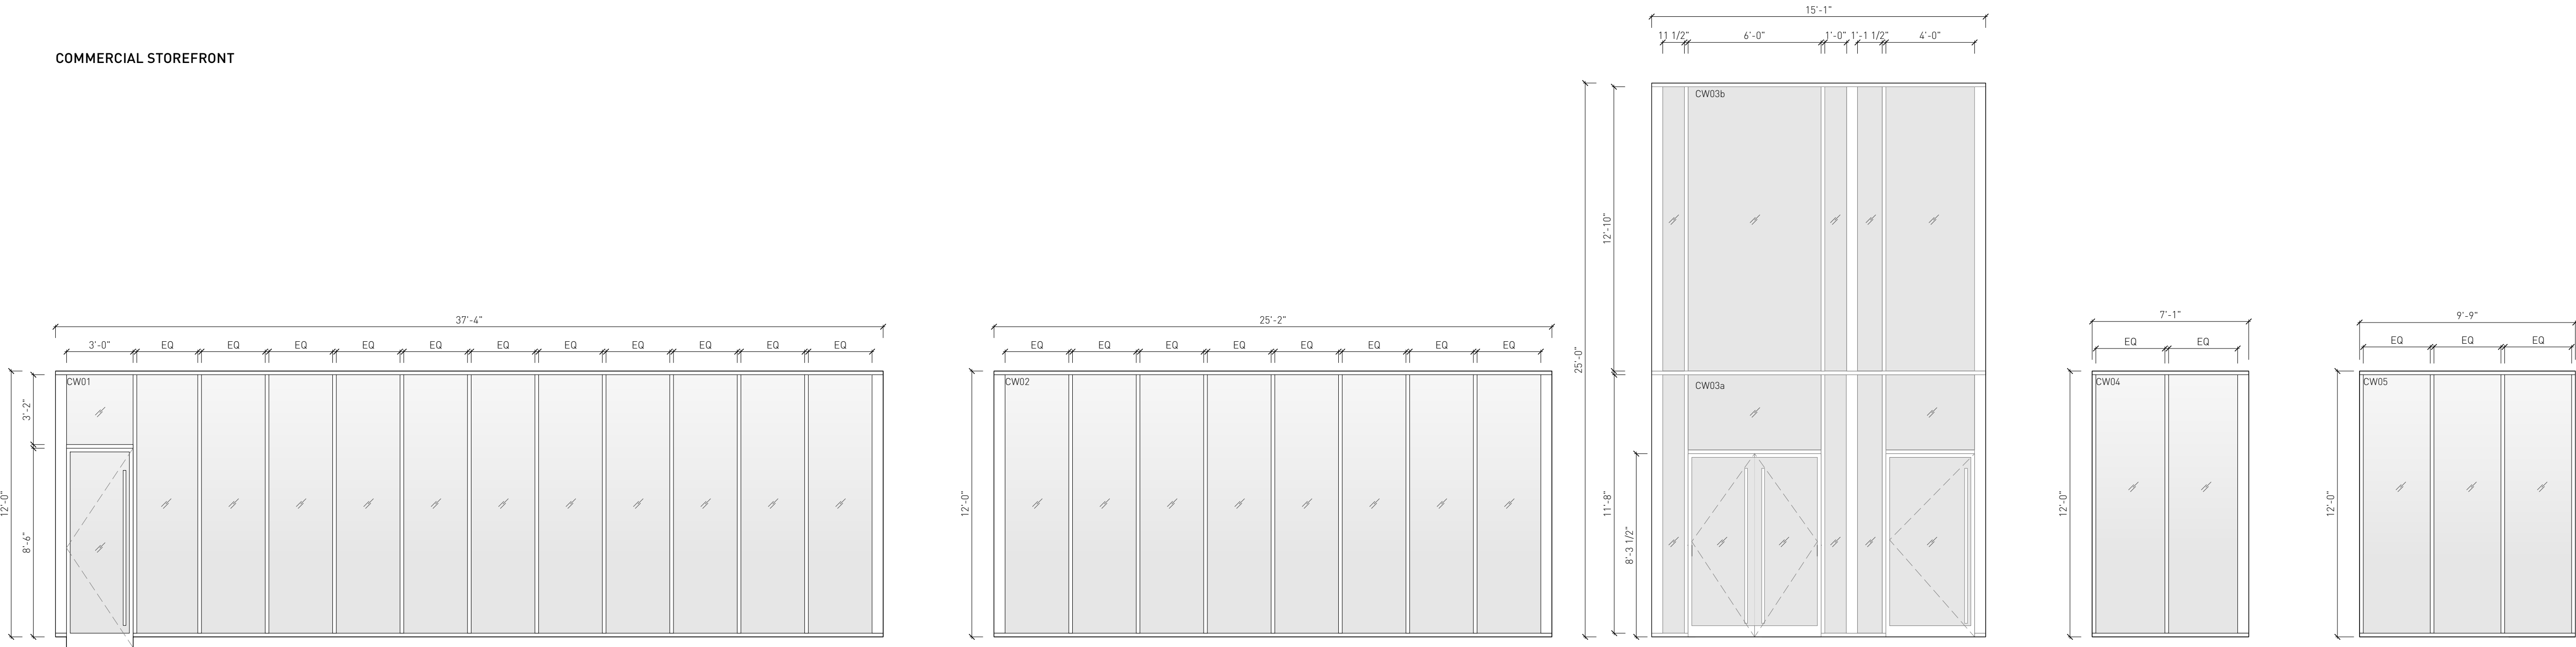 COMMERCIAL STOREFRONT
37'-4"
3'-0" EQ EQ EQ EQ EQ EQ EQ EQ EQ EQ EQ
CW01
3'-2"
8'-6"
12'-0"
25'-2"
EQ EQ EQ EQ EQ EQ EQ EQ
CW02
12'-0"
15'-1"
11 1/2" 6'-0" 1'-0" 1'-1 1/2" 4'-0"
CW03b
12'-10"
25'-0"
CW03a
11'-8"
8'-3 1/2"
7'-1"
EQ EQ
CW04
12'-0"
9'-9"
EQ EQ EQ
CW05
12'-0"